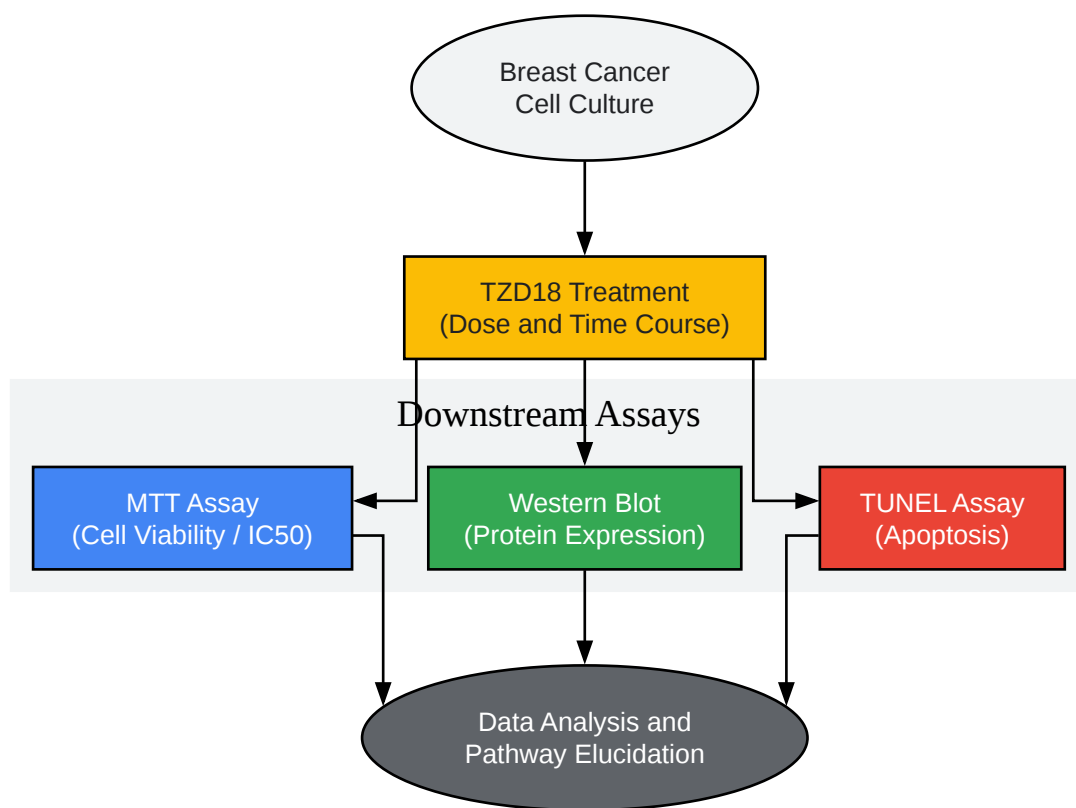 Breast Cancer
Cell Culture
TZD18 Treatment
(Dose and Time Course)
Downstream Assays
MTT Assay
(Cell Viability / IC50)
Western Blot
(Protein Expression)
TUNEL Assay
(Apoptosis)
Data Analysis and
Pathway Elucidation